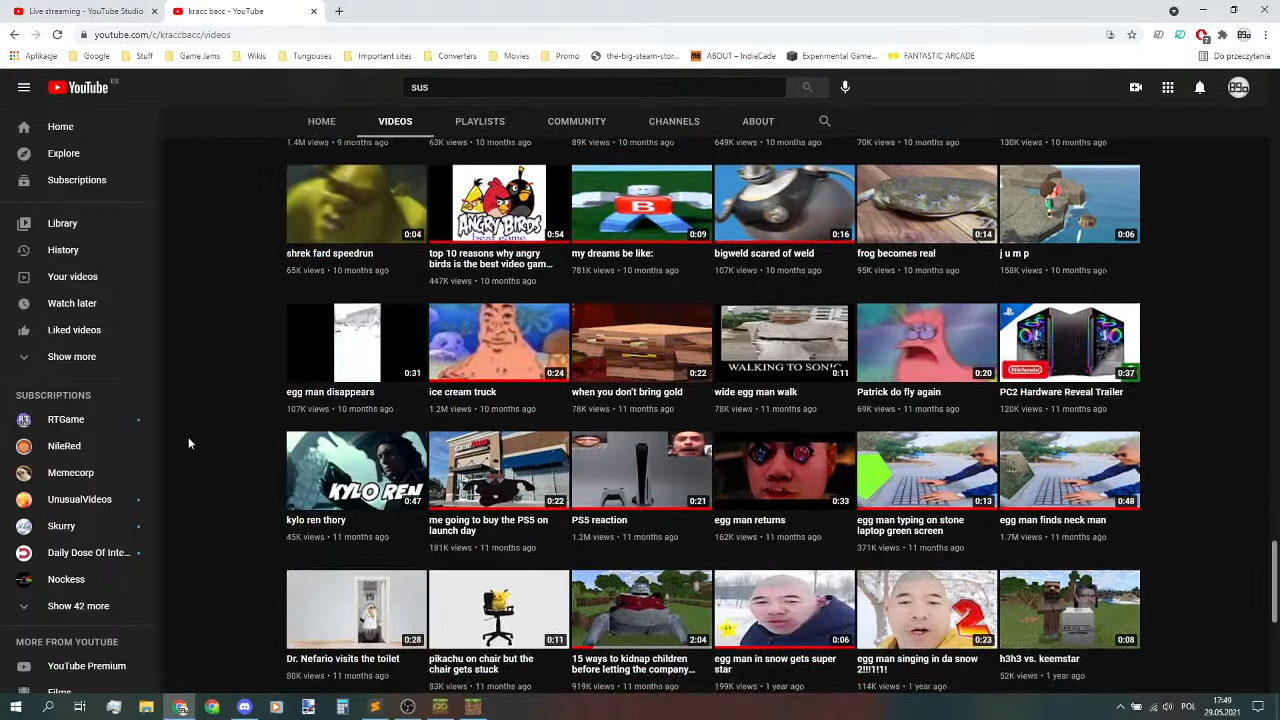 Live streaming - YouTube Studio
kracc bacc - YouTube
youtube.com/c/kraccbacc/videos
Aplikacje
Golden Stuff
Jamy
Wikis
Tungouses
Important sites
Kombersy
Promo
the-big-steam-stor...
ABOUT – IndieCade
Experimental Game...
FANTASTIC ARCADE
Do przeczytania
YouTube
ES
sus
HOME
VIDEOS
PLAYLISTS
COMMUNITY
CHANNELS
ABOUT
Home
Explore
Subscriptions
Library
History
Your videos
Watch later
Liked videos
Show more
SUBSCRIPTIONS
RTGame
NileRed
Memecorp
UnusualVideos
Skurry
Daily Dose Of Inte...
Nockess
Show 42 more
MORE FROM YOUTUBE
YouTube Premium
Films
1.4M views • 9 months ago
63K views • 10 months ago
89K views • 10 months ago
649K views • 10 months ago
70K views • 10 months ago
130K views • 10 months ago
0:04
ANGRY BIRDS
best game
0:54
B
0:09
0:16
0:14
0:06
shrek fard speedrun
65K views • 10 months ago
top 10 reasons why angry
birds is the best video gam...
447K views • 10 months ago
my dreams be like:
781K views • 10 months ago
bigweld scared of weld
107K views • 10 months ago
frog becomes real
95K views • 10 months ago
j u m p
158K views • 10 months ago
0:31
0:24
0:22
WALKING TO SONIC
0:11
0:20
Nintendo
0:37
egg man disappears
107K views • 10 months ago
ice cream truck
1.2M views • 10 months ago
when you don't bring gold
78K views • 11 months ago
wide egg man walk
78K views • 11 months ago
Patrick do fly again
69K views • 11 months ago
PC2 Hardware Reveal Trailer
120K views • 11 months ago
KYLO REN
0:47
GameStop
0:22
0:21
0:33
0:13
0:48
kylo ren thory
45K views • 11 months ago
me going to buy the PS5 on
launch day
181K views • 11 months ago
PS5 reaction
1.2M views • 11 months ago
egg man returns
162K views • 11 months ago
egg man typing on stone
laptop green screen
371K views • 11 months ago
egg man finds neck man
1.7M views • 11 months ago
0:28
0:11
2:04
0:06
2
0:23
0:08
Dr. Nefario visits the toilet
80K views • 11 months ago
pikachu on chair but the
chair gets stuck
83K views • 11 months ago
15 ways to kidnap children
before letting the company...
919K views • 11 months ago
egg man in snow gets super
star
199K views • 1 year ago
egg man singing in da snow
2!!!1!1!
114K views • 1 year ago
h3h3 vs. keemstar
52K views • 1 year ago
17:49
29.05.2021